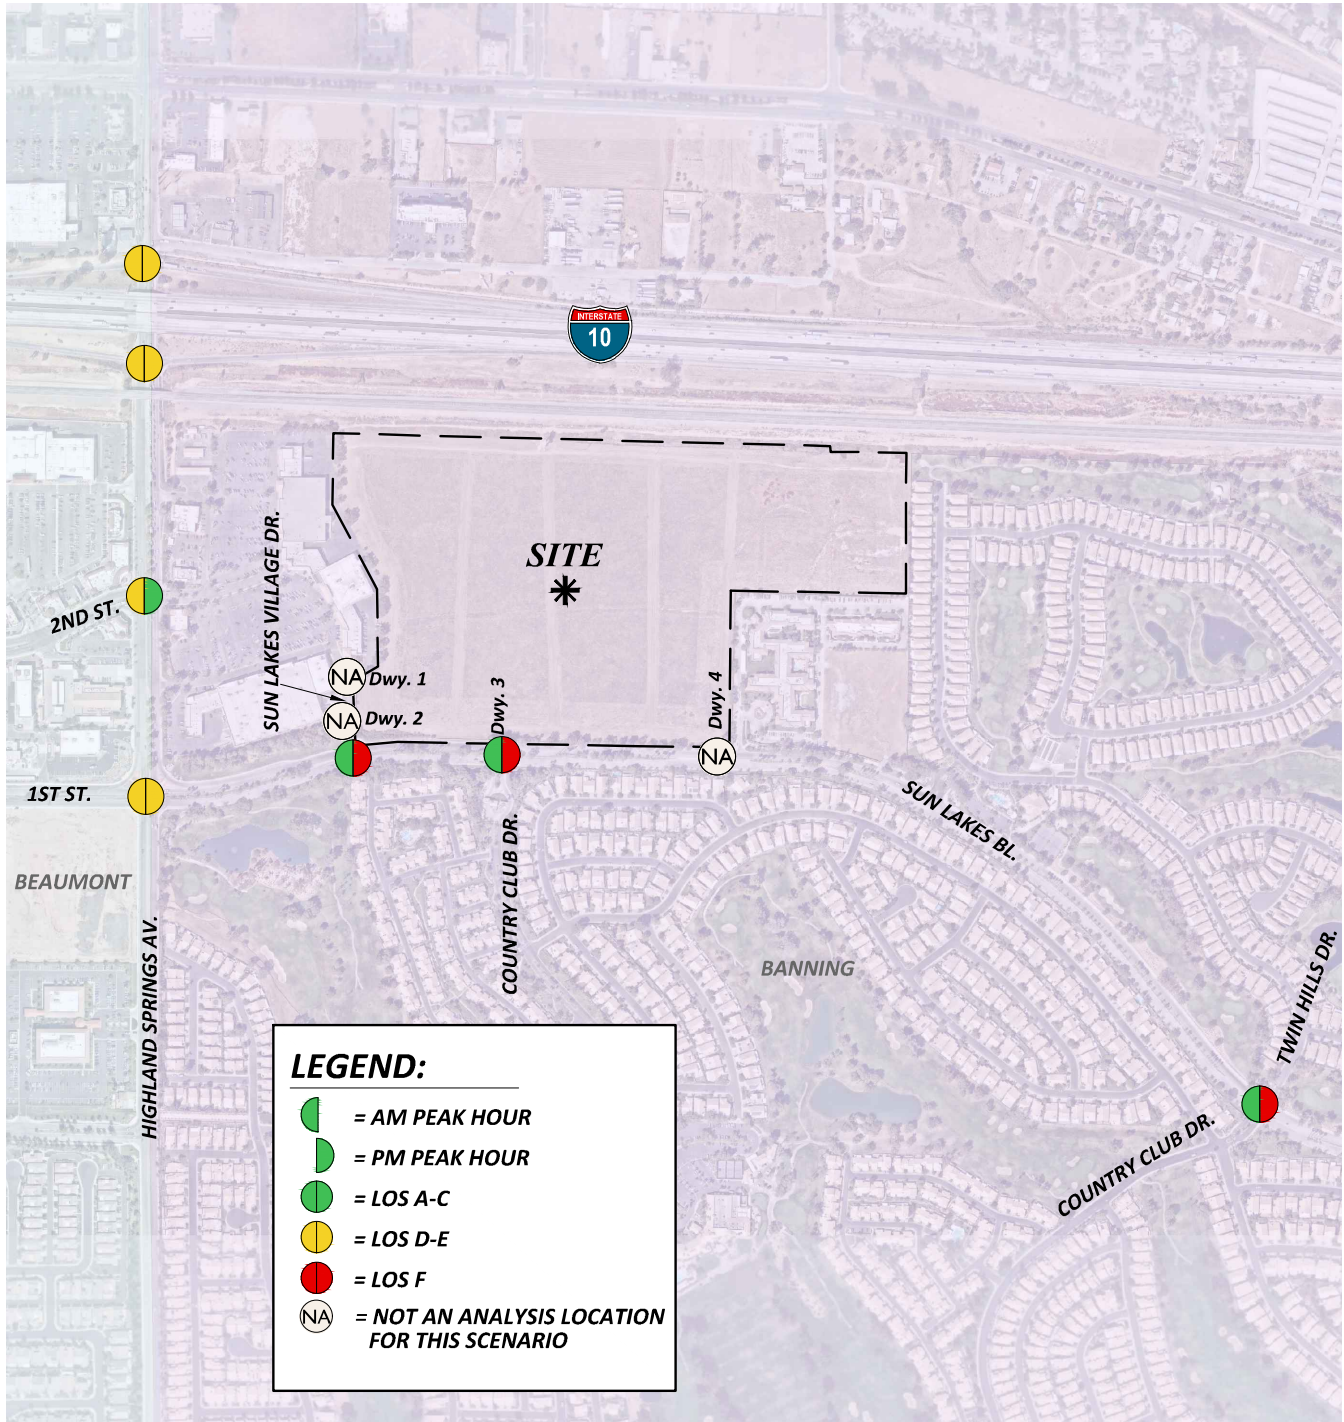 INTERSTATE
10
SITE
SUN LAKES VILLAGE DR.
2ND ST.
NA
Dwy. 1
NA
Dwy. 2
Dwy. 3
Dwy. 4
NA
1ST ST.
SUN LAKES BL.
BEAUMONT
COUNTRY CLUB DR.
HIGHLAND SPRINGS AV.
BANNING
TWIN HILLS DR.
COUNTRY CLUB DR.
LEGEND:
= AM PEAK HOUR
= PM PEAK HOUR
= LOS A-C
= LOS D-E
= LOS F
NA
= NOT AN ANALYSIS LOCATION
FOR THIS SCENARIO